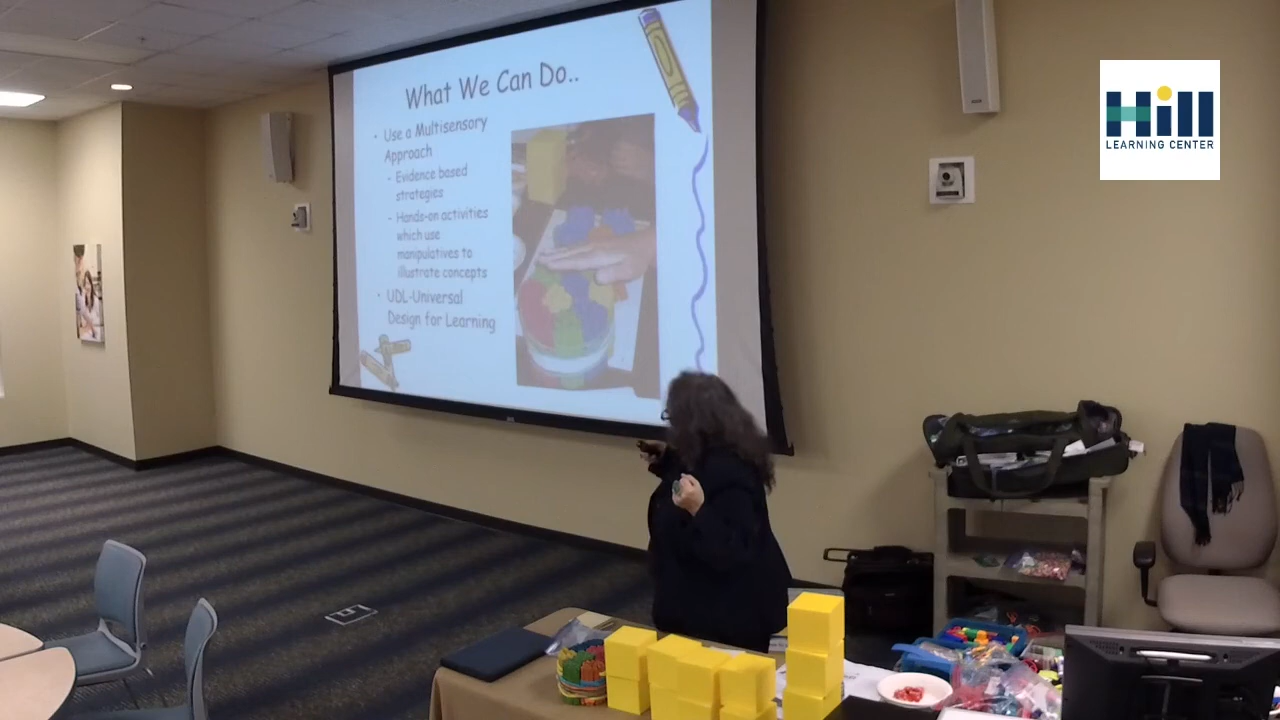 What We Can Do..
• Use a Multisensory
Approach
- Evidence based
strategies
- Hands-on activities
which use
manipulatives to
illustrate concepts
• UDL-Universal
Design for Learning
Hill
LEARNING CENTER